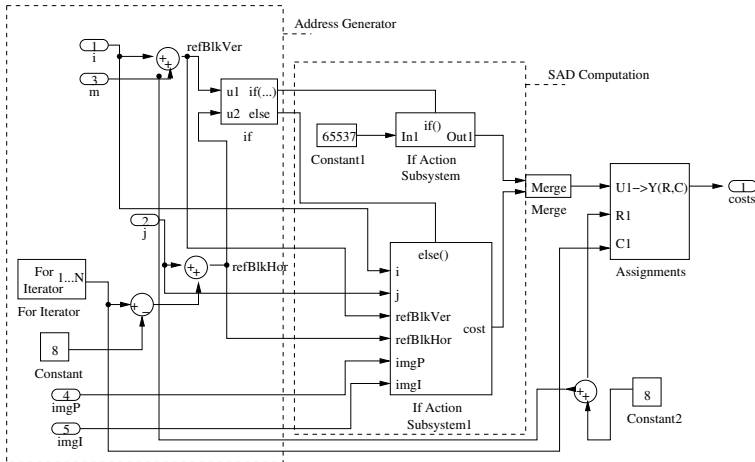 Address Generator
1
i
refBlkVer
+
+
3
m
SAD Computation
u1 if(...)
u2 else
if
65537
Constant1
if()
In1 Out1
If Action
Subsystem
Merge
Merge
U1->Y(R,C)
R1
C1
Assignments
1
costs
2
j
+
+
refBlkHor
For
Iterator
1...N
For Iterator
+
−
8
Constant
else()
i
j
refBlkVer
refBlkHor
imgP
imgI
cost
If Action
Subsystem1
4
imgP
5
imgI
+
+
8
Constant2